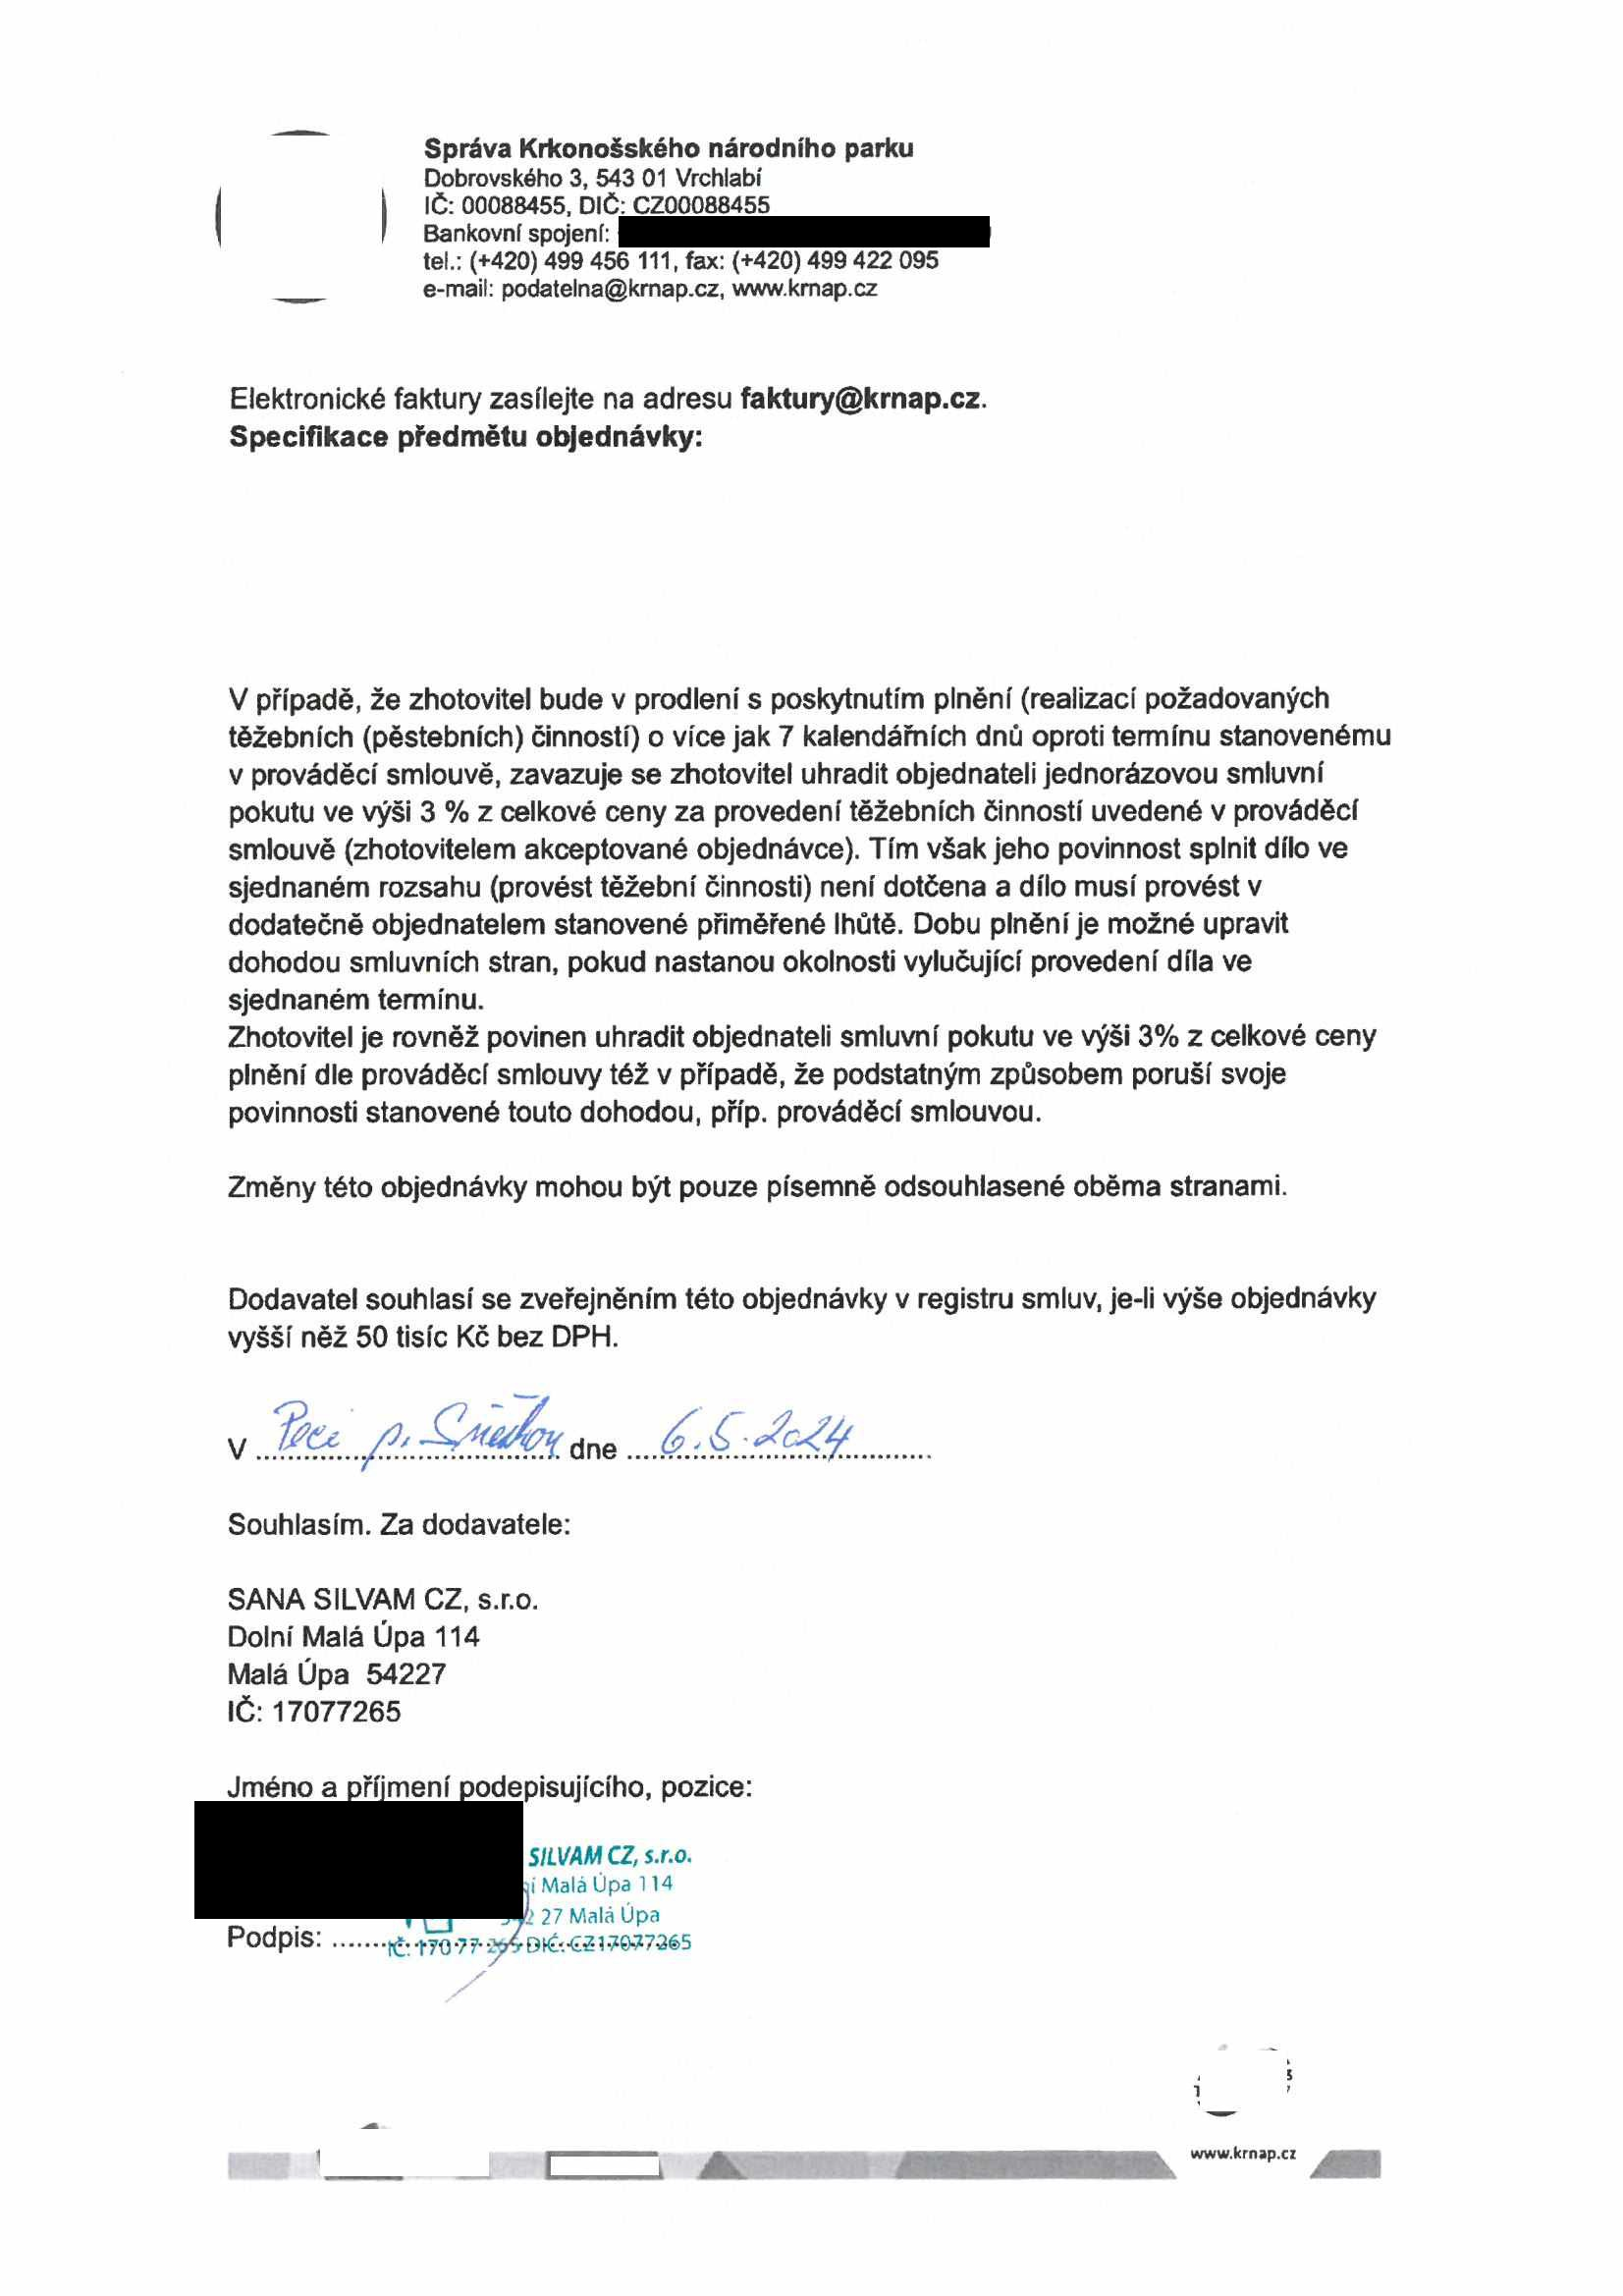 Správa Krkonošského národního parku
Dobrovského 3, 543 01 Vrchlabí
IČ: 00088455, DIČ: CZ00088455
Bankovní spojení:
tel.: (+420) 499 456 111, fax: (+420) 499 422 095
e-mail: podatelna@krnap.cz, www.krnap.cz
Elektronické faktury zasílejte na adresu faktury@krnap.cz.
Specifikace předmětu objednávky:
V případě, že zhotovitel bude v prodlení s poskytnutím plnění (realizací požadovaných
těžebních (pěstebních) činností) o více jak 7 kalendářních dnů oproti termínu stanovenému
v prováděcí smlouvě, zavazuje se zhotovitel uhradit objednateli jednorázovou smluvní
pokutu ve výši 3 % z celkové ceny za provedení těžebních činností uvedené v prováděcí
smlouvě (zhotovitelem akceptované objednávce). Tím však jeho povinnost splnit dílo ve
sjednaném rozsahu (provést těžební činnosti) není dotčena a dílo musí provést v
dodatečně objednatelem stanovené přiměřené lhůtě. Dobu plnění je možné upravit
dohodou smluvních stran, pokud nastanou okolnosti vylučující provedení díla ve
sjednaném termínu.
Zhotovitel je rovněž povinen uhradit objednateli smluvní pokutu ve výši 3% z celkové ceny
plnění dle prováděcí smlouvy též v případě, že podstatným způsobem poruší svoje
povinnosti stanovené touto dohodou, příp. prováděcí smlouvou.
Změny této objednávky mohou být pouze písemně odsouhlasené oběma stranami.
Dodavatel souhlasí se zveřejněním této objednávky v registru smluv, je-li výše objednávky
vyšší něž 50 tisíc Kč bez DPH.
V Peci p. Sněžkou dne 6.5.2024
Souhlasím. Za dodavatele:
SANA SILVAM CZ, s.r.o.
Dolní Malá Úpa 114
Malá Úpa 54227
IČ: 17077265
Jméno a příjmení podepisujícího, pozice:
SILVAM CZ, s.r.o.
í Malá Úpa 114
27 Malá Úpa
Podpis: IČ: 170 77 265 DIČ: CZ17077265
www.krnap.cz